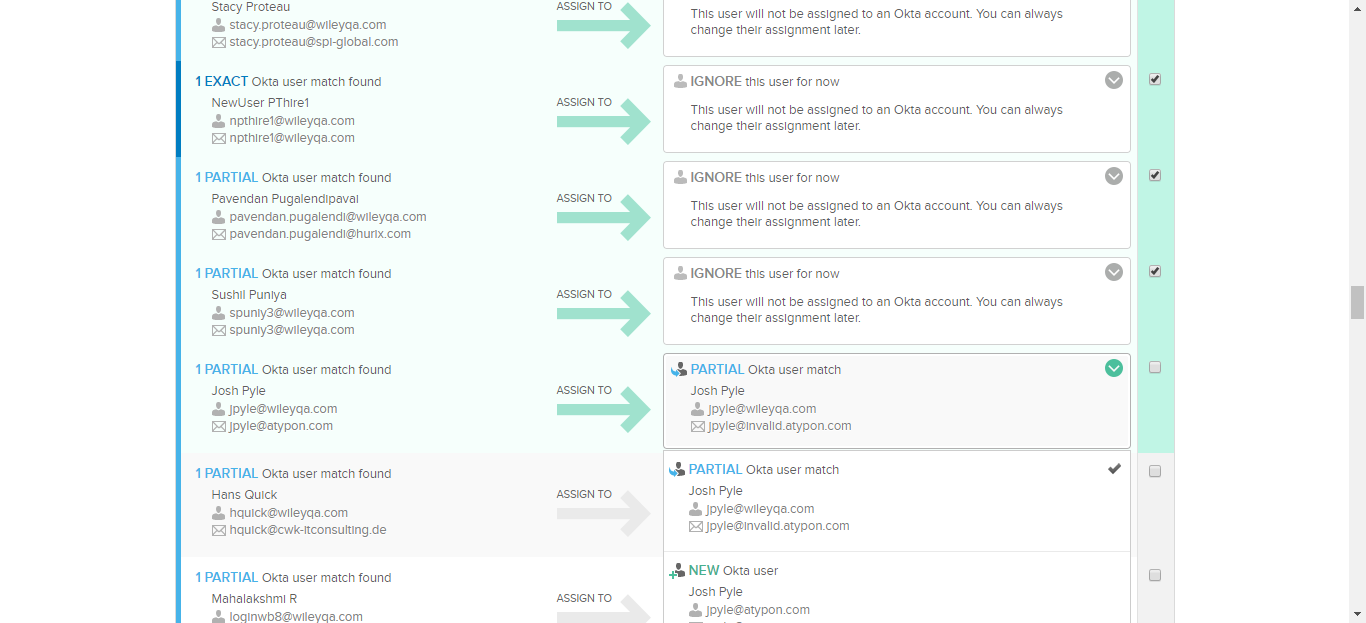 Stacy Proteau
stacy.proteau@wileyqa.com
stacy.proteau@spi-global.com
ASSIGN TO
This user will not be assigned to an Okta account. You can always
change their assignment later.
1 EXACT Okta user match found
NewUser PThire1
npthire1@wileyqa.com
npthire1@wileyqa.com
ASSIGN TO
IGNORE this user for now
This user will not be assigned to an Okta account. You can always
change their assignment later.
1 PARTIAL Okta user match found
Pavendan Pugalendipavai
pavendan.pugalendi@wileyqa.com
pavendan.pugalendi@hurix.com
ASSIGN TO
IGNORE this user for now
This user will not be assigned to an Okta account. You can always
change their assignment later.
1 PARTIAL Okta user match found
Sushil Puniya
spuniy3@wileyqa.com
spuniy3@wileyqa.com
ASSIGN TO
IGNORE this user for now
This user will not be assigned to an Okta account. You can always
change their assignment later.
1 PARTIAL Okta user match found
Josh Pyle
jpyle@wileyqa.com
jpyle@atypon.com
ASSIGN TO
PARTIAL Okta user match
Josh Pyle
jpyle@wileyqa.com
jpyle@invalid.atypon.com
1 PARTIAL Okta user match found
Hans Quick
hquick@wileyqa.com
hquick@cwk-itconsulting.de
ASSIGN TO
PARTIAL Okta user match
Josh Pyle
jpyle@wileyqa.com
jpyle@invalid.atypon.com
1 PARTIAL Okta user match found
Mahalakshmi R
loginwb8@wileyqa.com
ASSIGN TO
NEW Okta user
Josh Pyle
jpyle@atypon.com